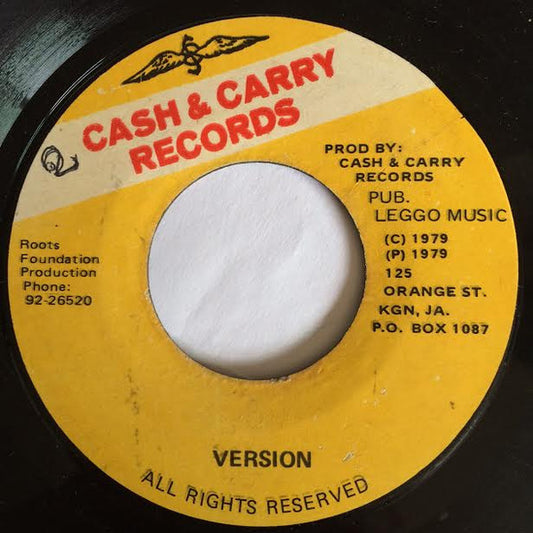 CASH & CARRY
RECORDS
PROD BY:
CASH & CARRY
RECORDS
PUB.
LEGGO MUSIC
(C) 1979
(P) 1979
125
ORANGE ST.
KGN, JA.
P.O. BOX 1087
Roots
Foundation
Production
Phone:
92-26520
VERSION
ALL RIGHTS RESERVED